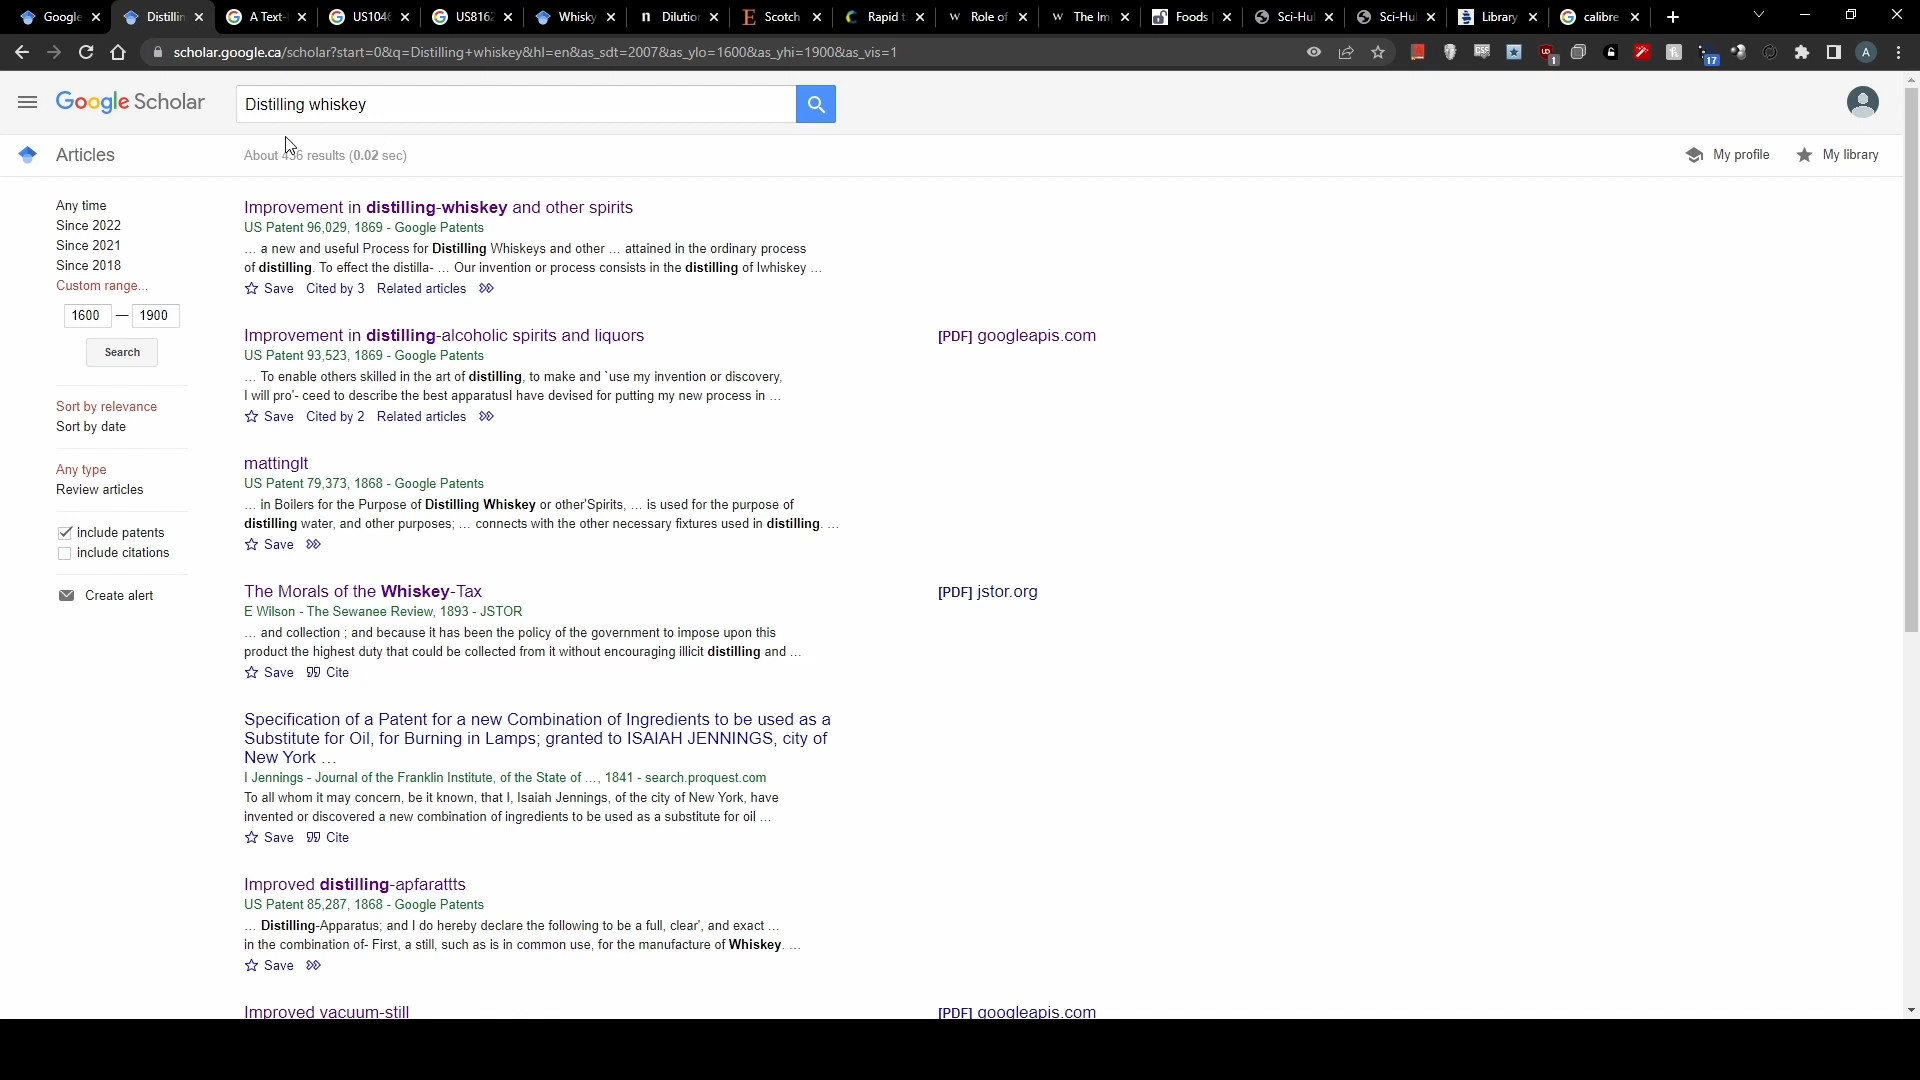 Google
Distillin
A Text-
US104
US816
Whisky
Dilution
Scotch
Rapid
Role of
The Im
Foods
Sci-Hu
Sci-Hu
Library
calibre
scholar.google.ca/scholar?start=0&q=Distilling+whiskey&hl=en&as_sdt=2007&as_ylo=1600&as_yhi=1900&as_vis=1
1
17
A
Google Scholar
Distilling whiskey
Articles
About 436 results (0.02 sec)
My profile
My library
Any time
Since 2022
Since 2021
Since 2018
Custom range...
1600 — 1900
Search
Sort by relevance
Sort by date
Any type
Review articles
include patents
include citations
Create alert
Improvement in distilling-whiskey and other spirits
US Patent 96,029, 1869 - Google Patents
... a new and useful Process for Distilling Whiskeys and other ... attained in the ordinary process
of distilling. To effect the distilla- ... Our invention or process consists in the distilling of lwhiskey ...
Save Cited by 3 Related articles
Improvement in distilling-alcoholic spirits and liquors
[PDF] googleapis.com
US Patent 93,523, 1869 - Google Patents
... To enable others skilled in the art of distilling, to make and `use my invention or discovery,
I will pro'- ceed to describe the best apparatusl have devised for putting my new process in ...
Save Cited by 2 Related articles
mattinglt
US Patent 79,373, 1868 - Google Patents
... in Boilers for the Purpose of Distilling Whiskey or other'Spirits, ... is used for the purpose of
distilling water, and other purposes; ... connects with the other necessary fixtures used in distilling. ...
Save
The Morals of the Whiskey-Tax
[PDF] jstor.org
E Wilson - The Sewanee Review, 1893 - JSTOR
... and collection ; and because it has been the policy of the government to impose upon this
product the highest duty that could be collected from it without encouraging illicit distilling and ...
Save Cite
Specification of a Patent for a new Combination of Ingredients to be used as a
Substitute for Oil, for Burning in Lamps; granted to ISAIAH JENNINGS, city of
New York ...
I Jennings - Journal of the Franklin Institute, of the State of ..., 1841 - search.proquest.com
To all whom it may concern, be it known, that I, Isaiah Jennings, of the city of New York, have
invented or discovered a new combination of ingredients to be used as a substitute for oil ...
Save Cite
Improved distilling-apfarattts
US Patent 85,287, 1868 - Google Patents
... Distilling-Apparatus; and I do hereby declare the following to be a full, clear', and exact ...
in the combination of- First, a still, such as is in common use, for the manufacture of Whiskey. ...
Save
Improved vacuum-still
[PDF] googleapis.com